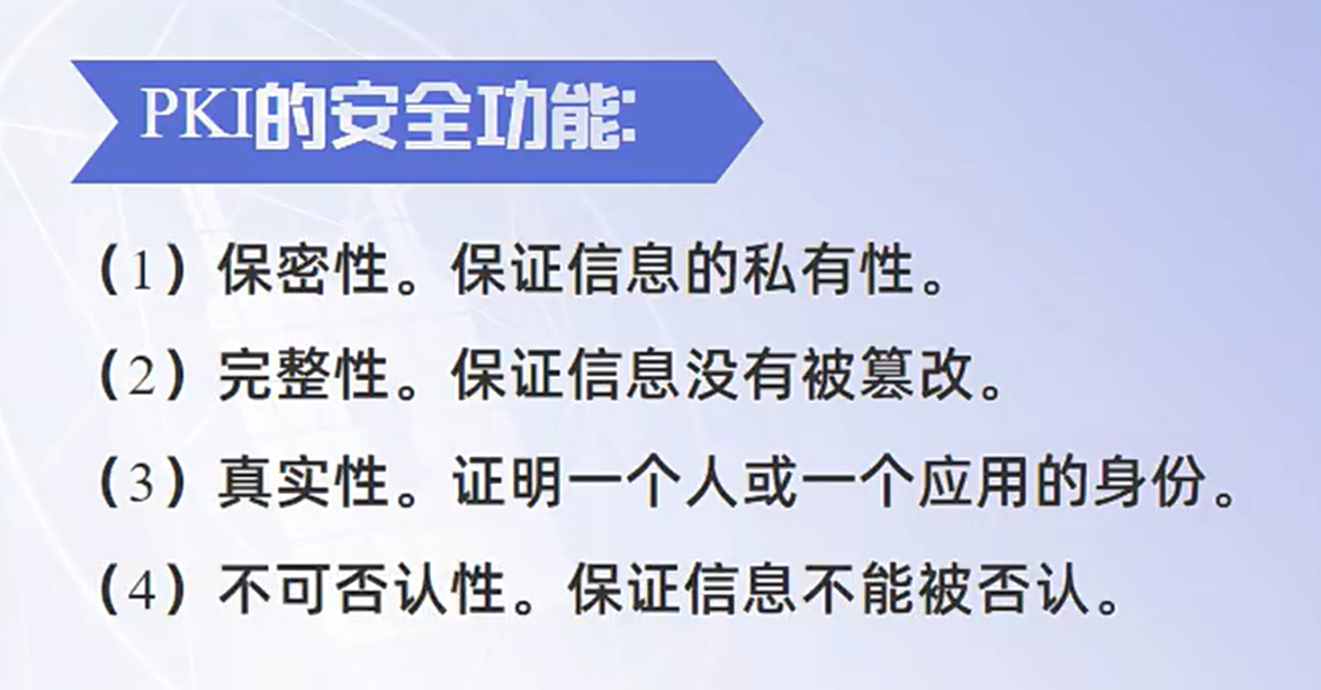 PKI的安全功能:
（1）保密性。保证信息的私有性。
（2）完整性。保证信息没有被篡改。
（3）真实性。证明一个人或一个应用的身份。
（4）不可否认性。保证信息不能被否认。